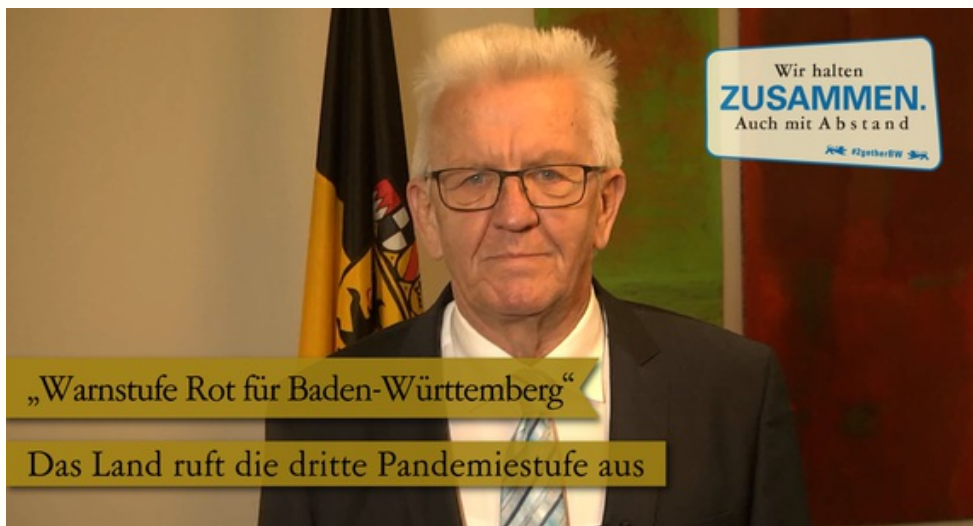 Wir halten
ZUSAMMEN.
Auch mit Abstand
#2getherBW
„Warnstufe Rot für Baden-Württemberg“
Das Land ruft die dritte Pandemiestufe aus